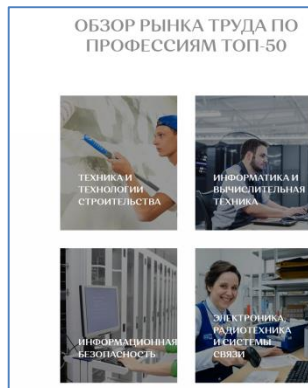 ОБЗОР РЫНКА ТРУДА ПО
ПРОФЕССИЯМ ТОП-50
ТЕХНИКА И
ТЕХНОЛОГИИ
СТРОИТЕЛЬСТВА
ИНФОРМАТИКА И
ВЫЧИСЛИТЕЛЬНАЯ
ТЕХНИКА
ИНФОРМАЦИОННАЯ
БЕЗОПАСНОСТЬ
ЭЛЕКТРОНИКА,
РАДИОТЕХНИКА
И СИСТЕМЫ
СВЯЗИ